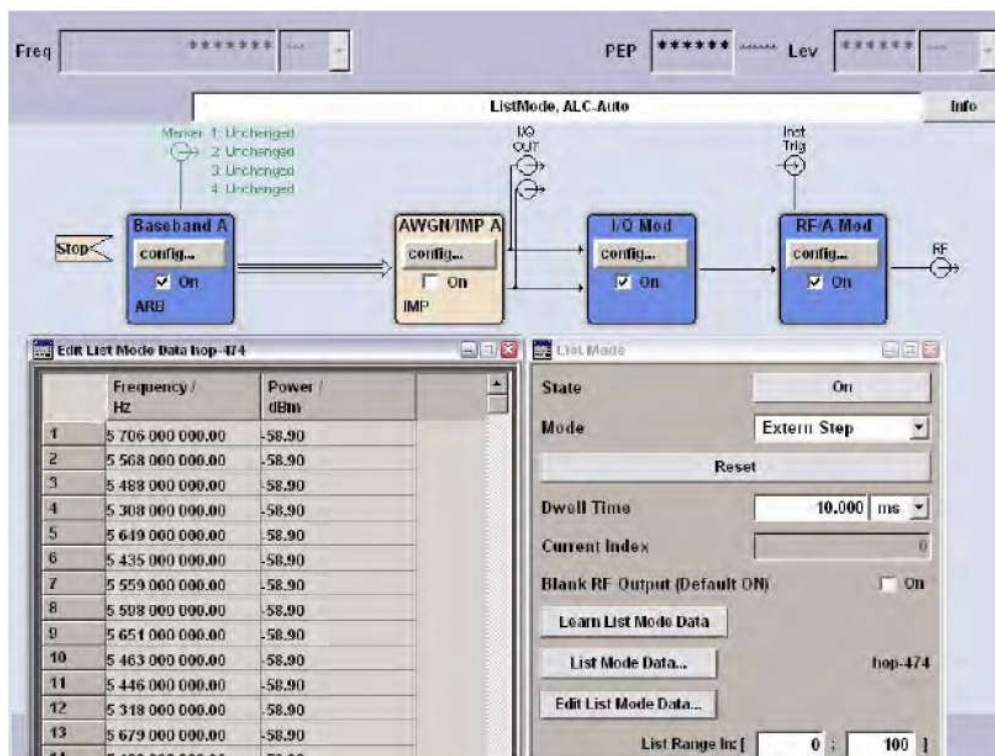 Freq ******* --- PEP ****** ----- Lev ****** ---
ListMode, ALC-Auto Info
Marker 1: Unchanged
2: Unchanged
3: Unchanged
4: Unchanged
I/Q
OUT
Inst
Trig
Stop
Baseband A
config...
On
ARB
AWGN/IMP A
config...
On
IMP
I/Q Mod
config...
On
RF/A Mod
config...
On
RF
Edit List Mode Data hop-474
Frequency / Power /
Hz dBm
1 5 706 000 000.00 -58.90
2 5 568 000 000.00 -58.90
3 5 488 000 000.00 -58.90
4 5 308 000 000.00 -58.90
5 5 649 000 000.00 -58.90
6 5 435 000 000.00 -58.90
7 5 559 000 000.00 -58.90
8 5 598 000 000.00 -58.90
9 5 651 000 000.00 -58.90
10 5 463 000 000.00 -58.90
11 5 446 000 000.00 -58.90
12 5 318 000 000.00 -58.90
13 5 679 000 000.00 -58.90
List Mode
State On
Mode Extern Step
Reset
Dwell Time 10.000 ms
Current Index 0
Blank RF Output (Default ON) On
Learn List Mode Data
List Mode Data... hop-474
Edit List Mode Data...
List Range In: [ 0 : 100 ]